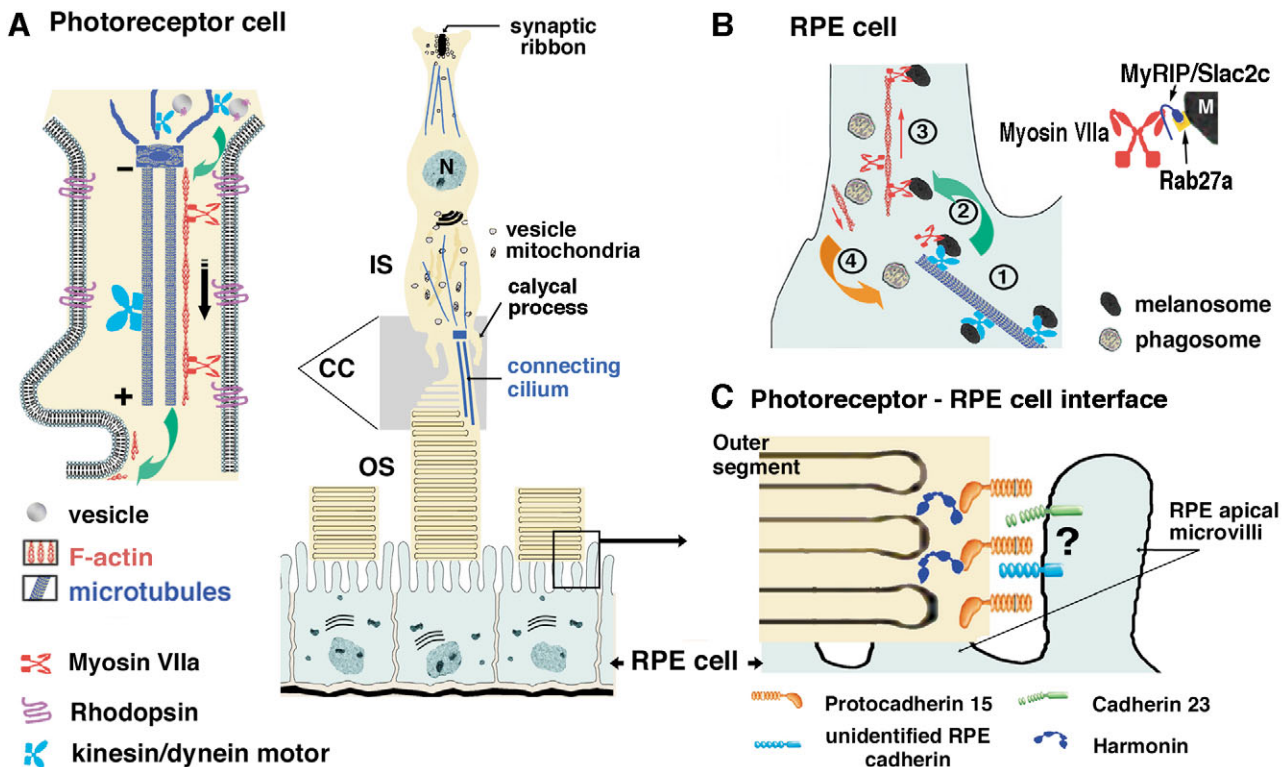 A Photoreceptor cell
synaptic
ribbon
−
+
N
vesicle
mitochondria
IS
calycal
process
CC
connecting
cilium
OS
vesicle
F-actin
microtubules
Myosin VIIa
Rhodopsin
kinesin/dynein motor
RPE cell
B RPE cell
MyRIP/Slac2c
M
Myosin VIIa
Rab27a
3
2
4
1
melanosome
phagosome
C Photoreceptor - RPE cell interface
Outer
segment
?
RPE apical
microvilli
Protocadherin 15
Cadherin 23
unidentified RPE
cadherin
Harmonin